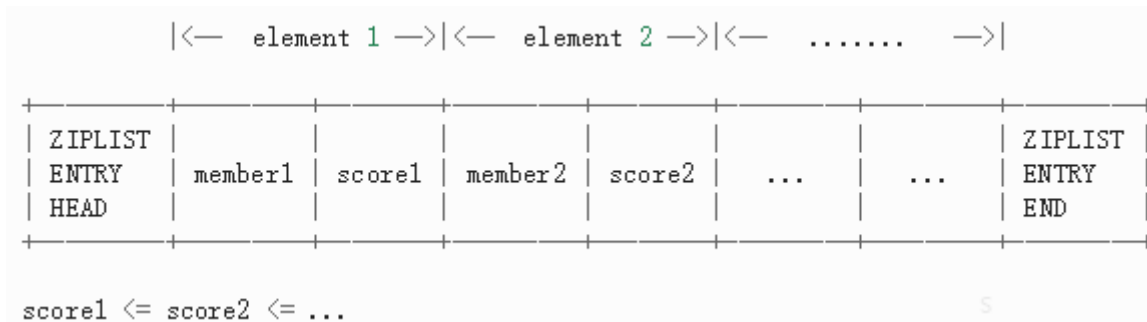 |<— element 1 —>|<— element 2 —>|<— ....... —>|
+————+————+————+————+————+————+————+————+
| ZIPLIST | | | | | | | ZIPLIST |
| ENTRY | member1 | score1 | member2 | score2 | ... | ... | ENTRY
| HEAD | | | | | | | END
+————+————+————+————+————+————+————+————+
score1 <= score2 <= ...
S